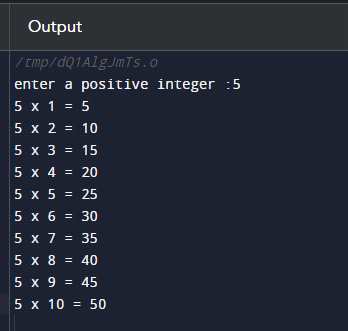 Output
/tmp/dQ1AlgJmTs.o
enter a positive integer :5
5 x 1 = 5
5 x 2 = 10
5 x 3 = 15
5 x 4 = 20
5 x 5 = 25
5 x 6 = 30
5 x 7 = 35
5 x 8 = 40
5 x 9 = 45
5 x 10 = 50